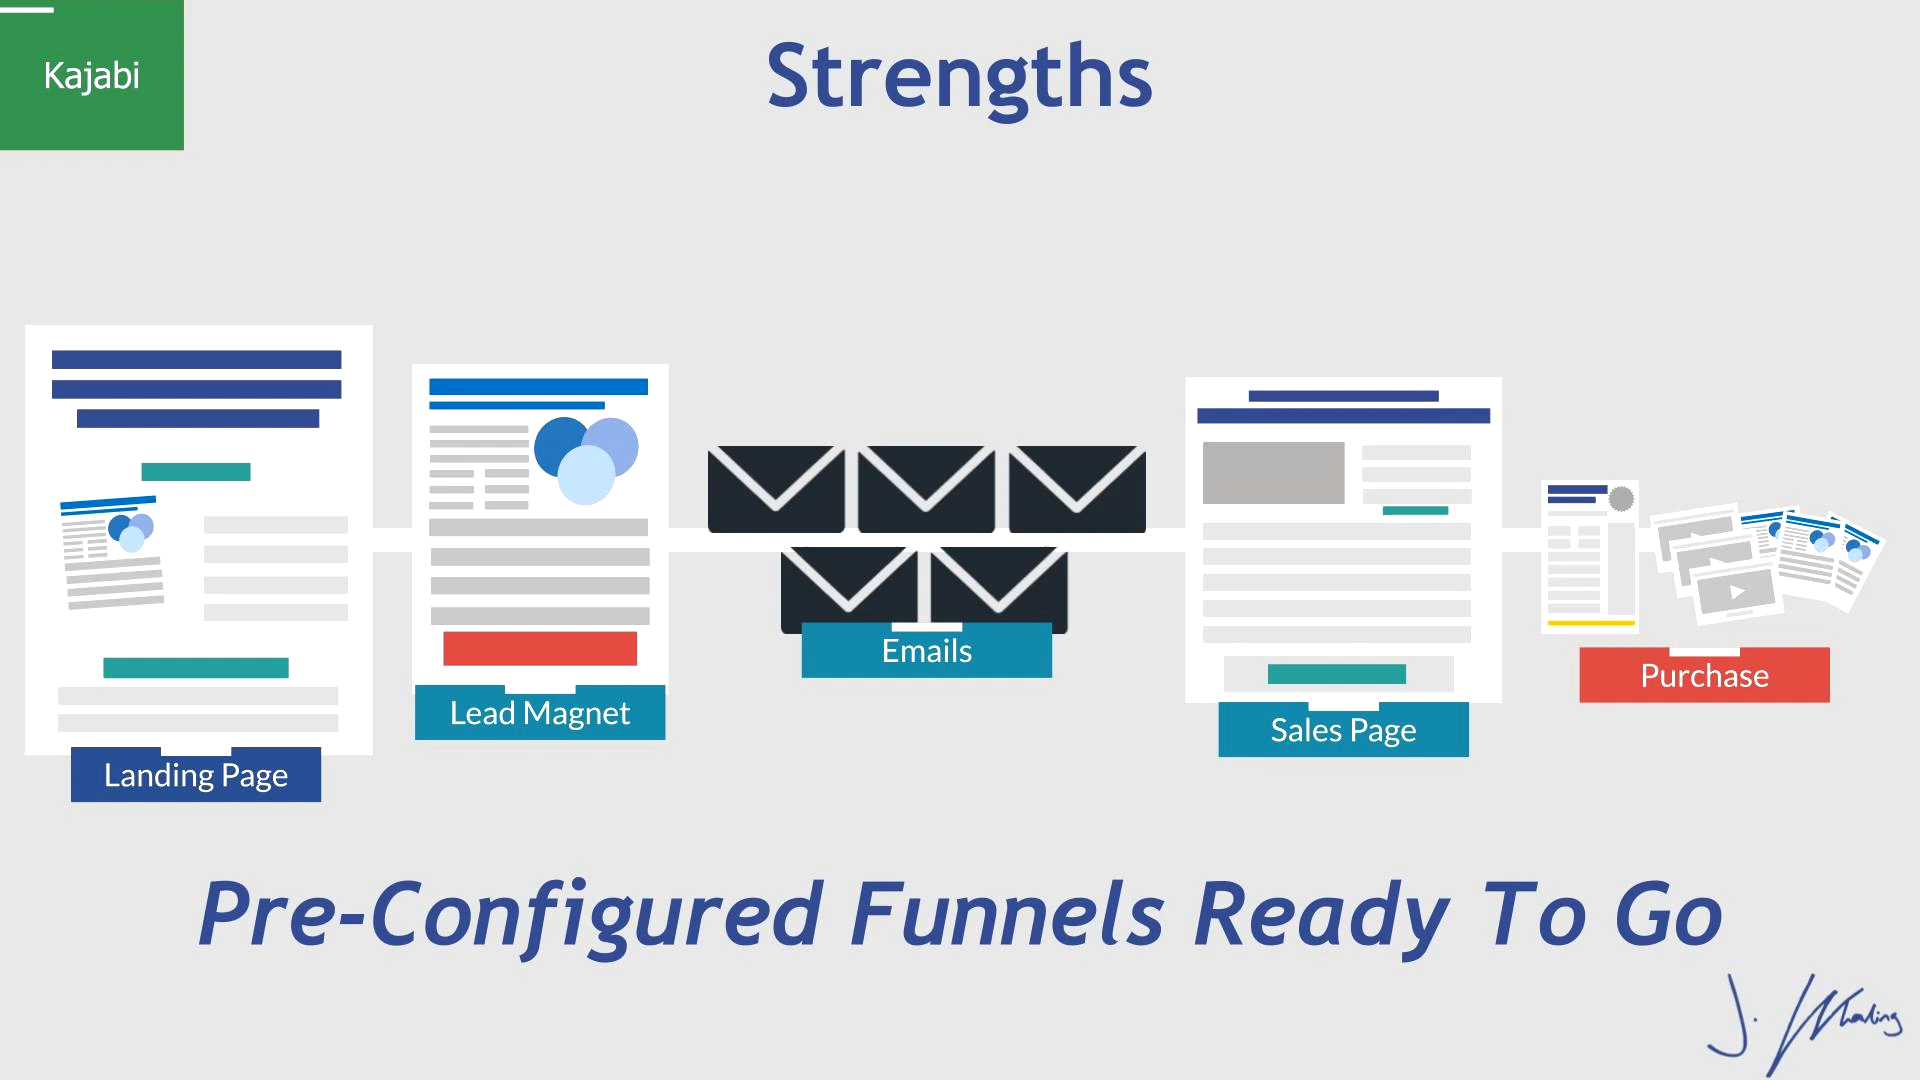 Kajabi
Strengths
Landing Page
Lead Magnet
Emails
Sales Page
Purchase
Pre-Configured Funnels Ready To Go